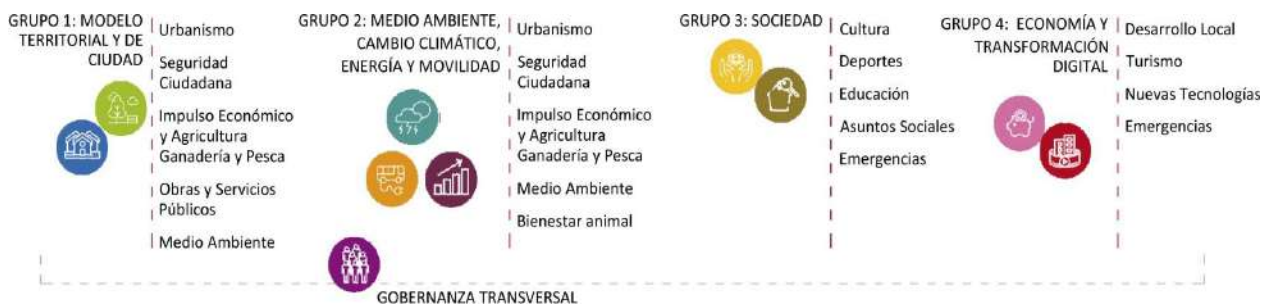 GRUPO 1: MODELO
TERRITORIAL Y DE
CIUDAD
Urbanismo
Seguridad
Ciudadana
Impulso Económico
y Agricultura
Ganadería y Pesca
Obras y Servicios
Públicos
Medio Ambiente
GRUPO 2: MEDIO AMBIENTE,
CAMBIO CLIMÁTICO,
ENERGÍA Y MOVILIDAD
Urbanismo
Seguridad
Ciudadana
Impulso Económico
y Agricultura
Ganadería y Pesca
Medio Ambiente
Bienestar animal
GRUPO 3: SOCIEDAD
Cultura
Deportes
Educación
Asuntos Sociales
Emergencias
GRUPO 4: ECONOMÍA Y
TRANSFORMACIÓN
DIGITAL
Desarrollo Local
Turismo
Nuevas Tecnologías
Emergencias
GOBERNANZA TRANSVERSAL